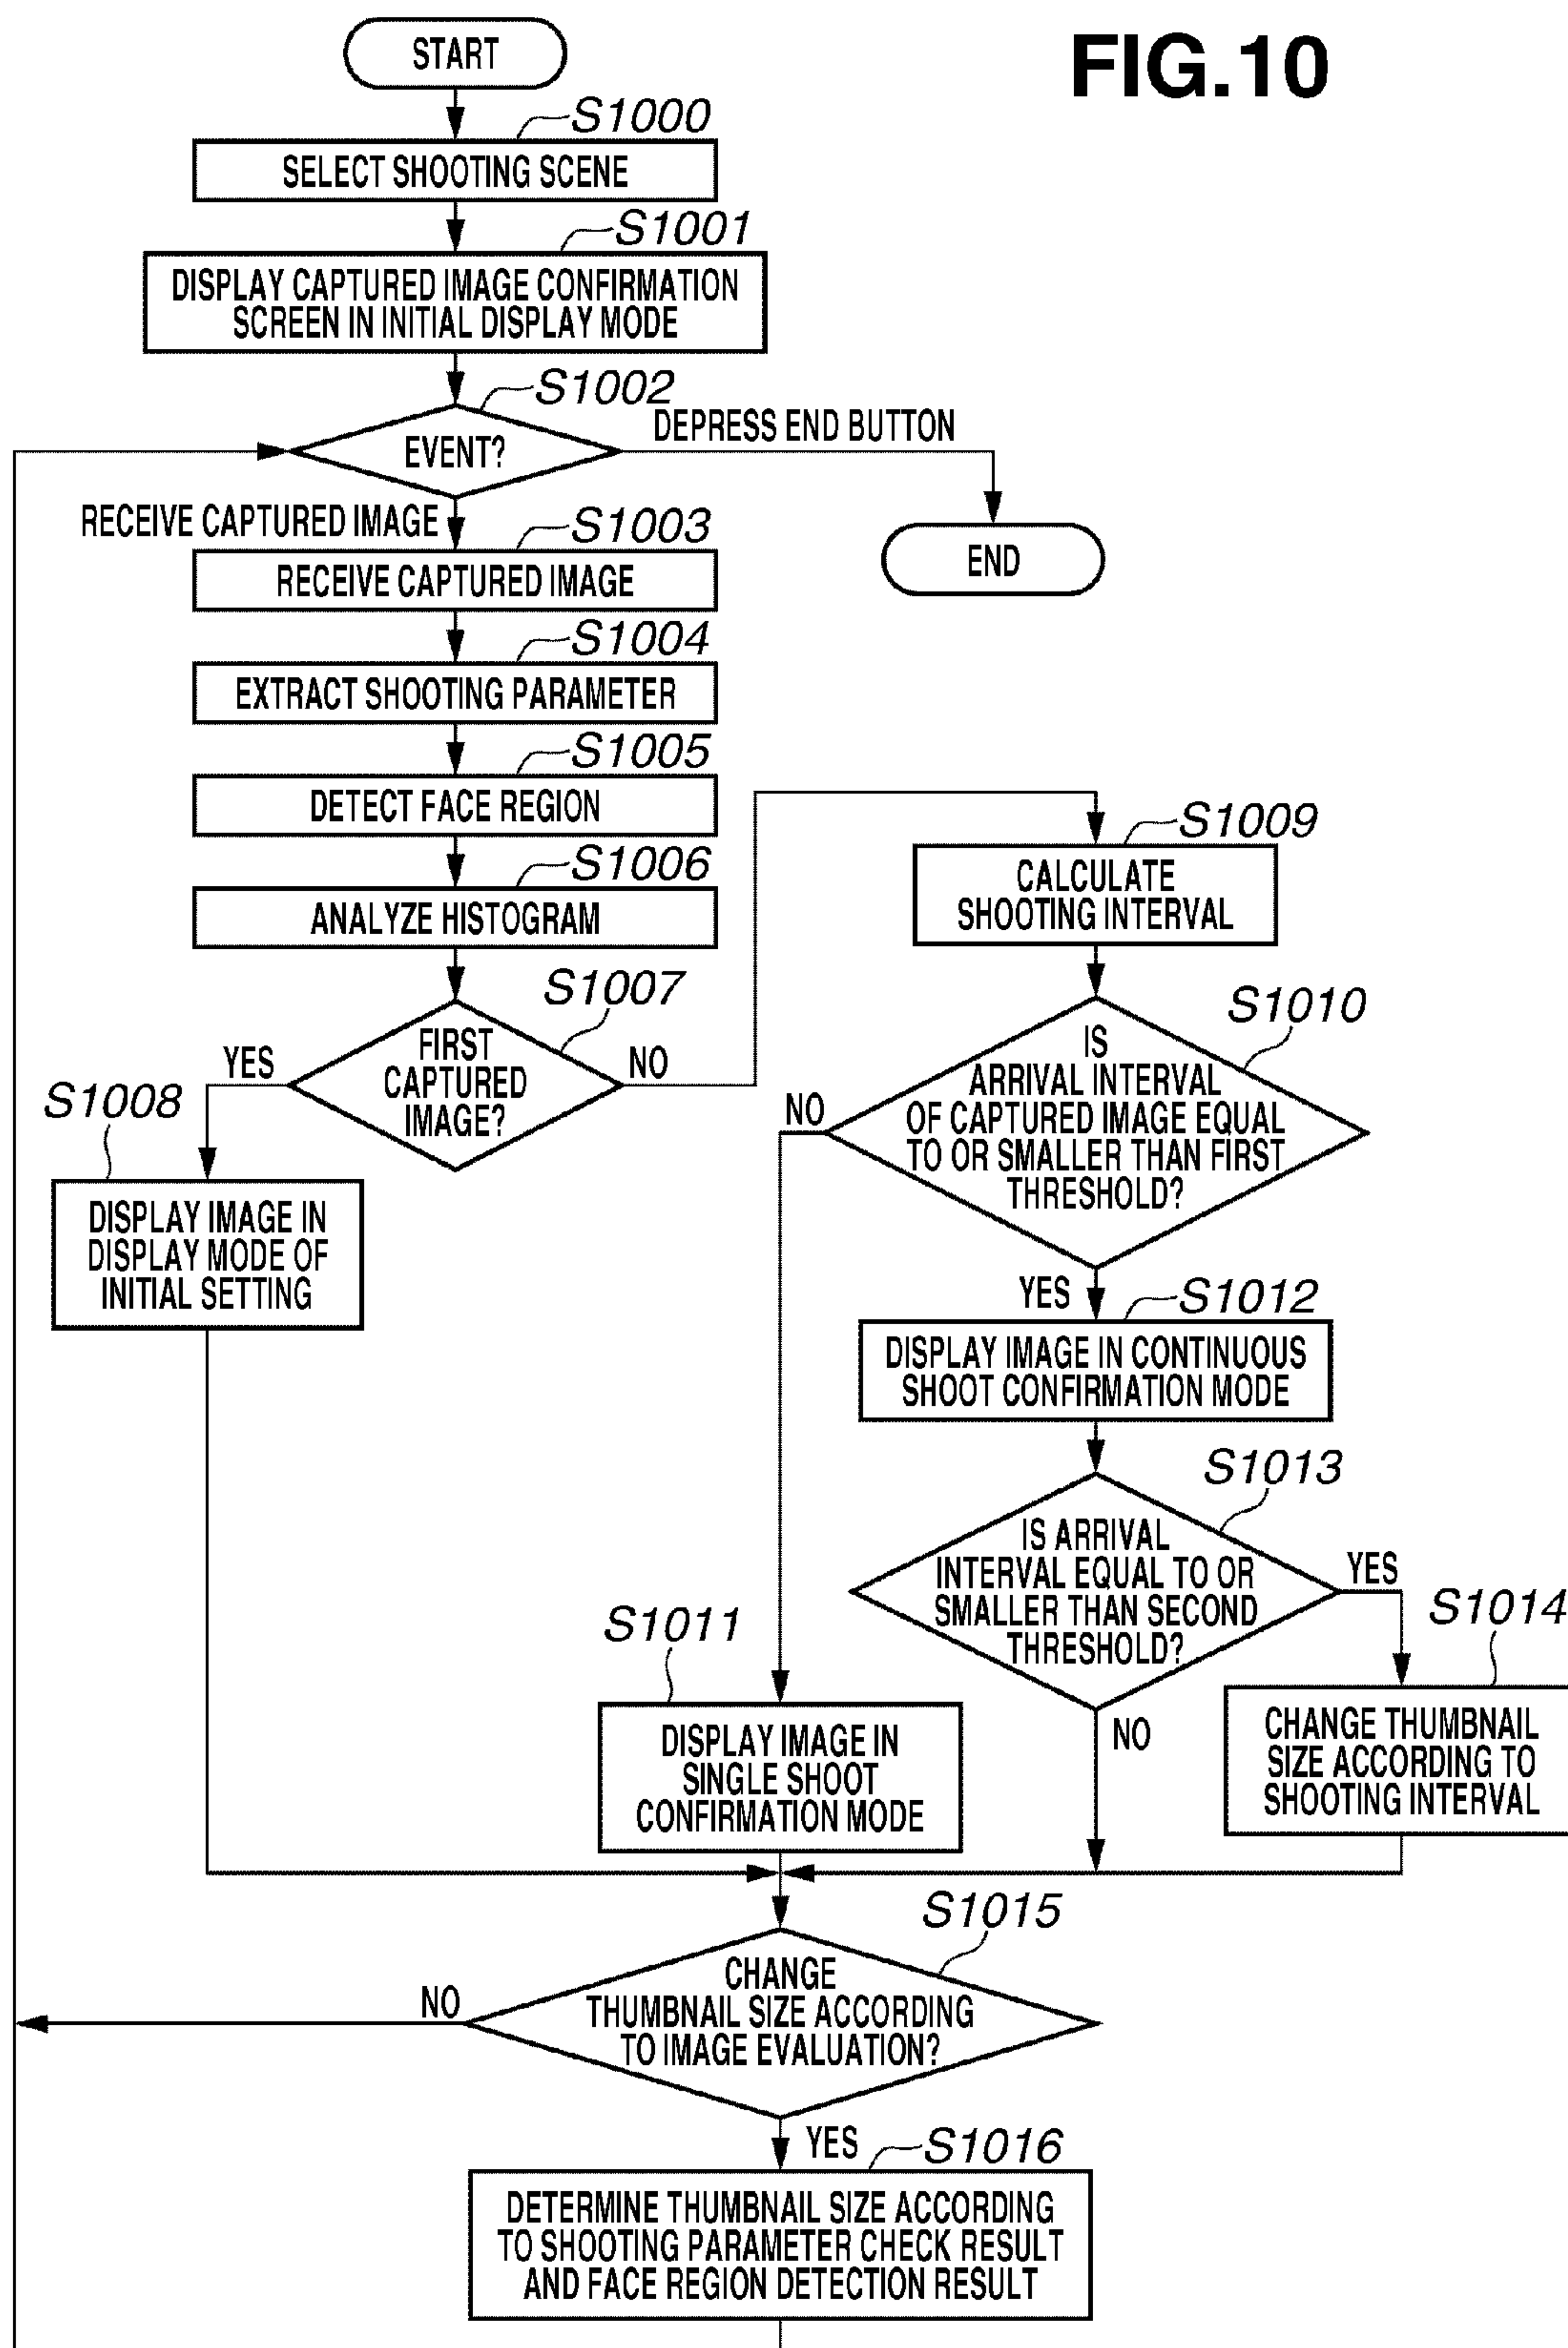 FIG.10
START
S1000
SELECT SHOOTING SCENE
S1001
DISPLAY CAPTURED IMAGE CONFIRMATION
SCREEN IN INITIAL DISPLAY MODE
S1002
EVENT?
DEPRESS END BUTTON
END
RECEIVE CAPTURED IMAGE
S1003
RECEIVE CAPTURED IMAGE
S1004
EXTRACT SHOOTING PARAMETER
S1005
DETECT FACE REGION
S1006
ANALYZE HISTOGRAM
S1007
FIRST
CAPTURED
IMAGE?
YES
NO
S1008
DISPLAY IMAGE IN
DISPLAY MODE OF
INITIAL SETTING
S1009
CALCULATE
SHOOTING INTERVAL
S1010
IS
ARRIVAL INTERVAL
OF CAPTURED IMAGE EQUAL
TO OR SMALLER THAN FIRST
THRESHOLD?
NO
YES
S1012
DISPLAY IMAGE IN CONTINUOUS
SHOOT CONFIRMATION MODE
S1013
IS ARRIVAL
INTERVAL EQUAL TO OR
SMALLER THAN SECOND
THRESHOLD?
YES
NO
S1014
CHANGE THUMBNAIL
SIZE ACCORDING TO
SHOOTING INTERVAL
S1011
DISPLAY IMAGE IN
SINGLE SHOOT
CONFIRMATION MODE
S1015
CHANGE
THUMBNAIL SIZE ACCORDING
TO IMAGE EVALUATION?
NO
YES
S1016
DETERMINE THUMBNAIL SIZE ACCORDING
TO SHOOTING PARAMETER CHECK RESULT
AND FACE REGION DETECTION RESULT